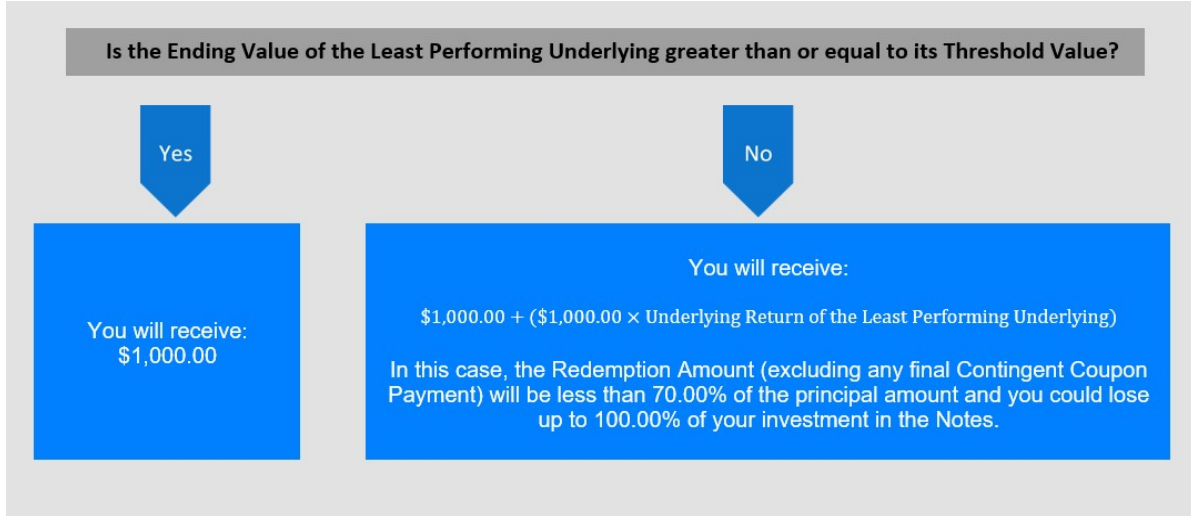 Is the Ending Value of the Least Performing Underlying greater than or equal to its Threshold Value?
Yes
No
You will receive:
$1,000.00
You will receive:
$1,000.00 + ($1,000.00 × Underlying Return of the Least Performing Underlying)
In this case, the Redemption Amount (excluding any final Contingent Coupon
Payment) will be less than 70.00% of the principal amount and you could lose
up to 100.00% of your investment in the Notes.